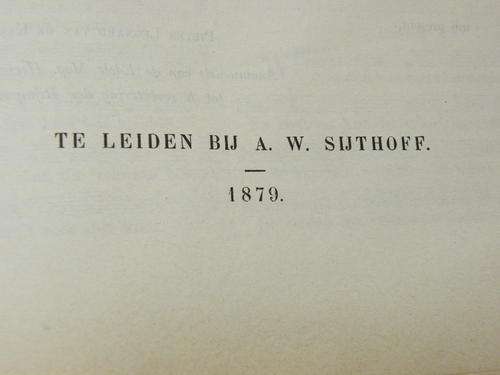 TE LEIDEN BIJ A. W. SIJTHOFF.
1879.